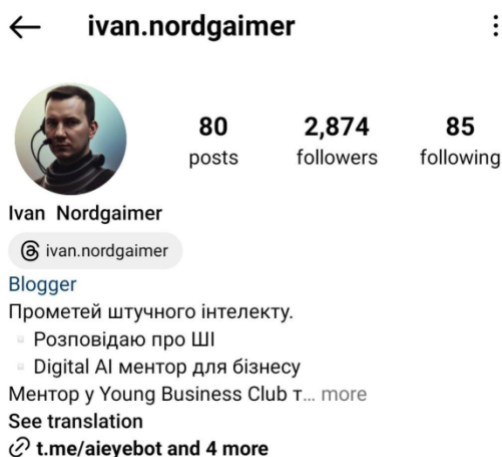 ivan.nordgaimer
80 2,874 85
posts followers following
Ivan Nordgaimer
ivan.nordgaimer
Blogger
Прометей штучного інтелекту.
Розповідаю про ШІ
Digital AI ментор для бізнесу
Ментор у Young Business Club т... more
See translation
t.me/aieyebot and 4 more